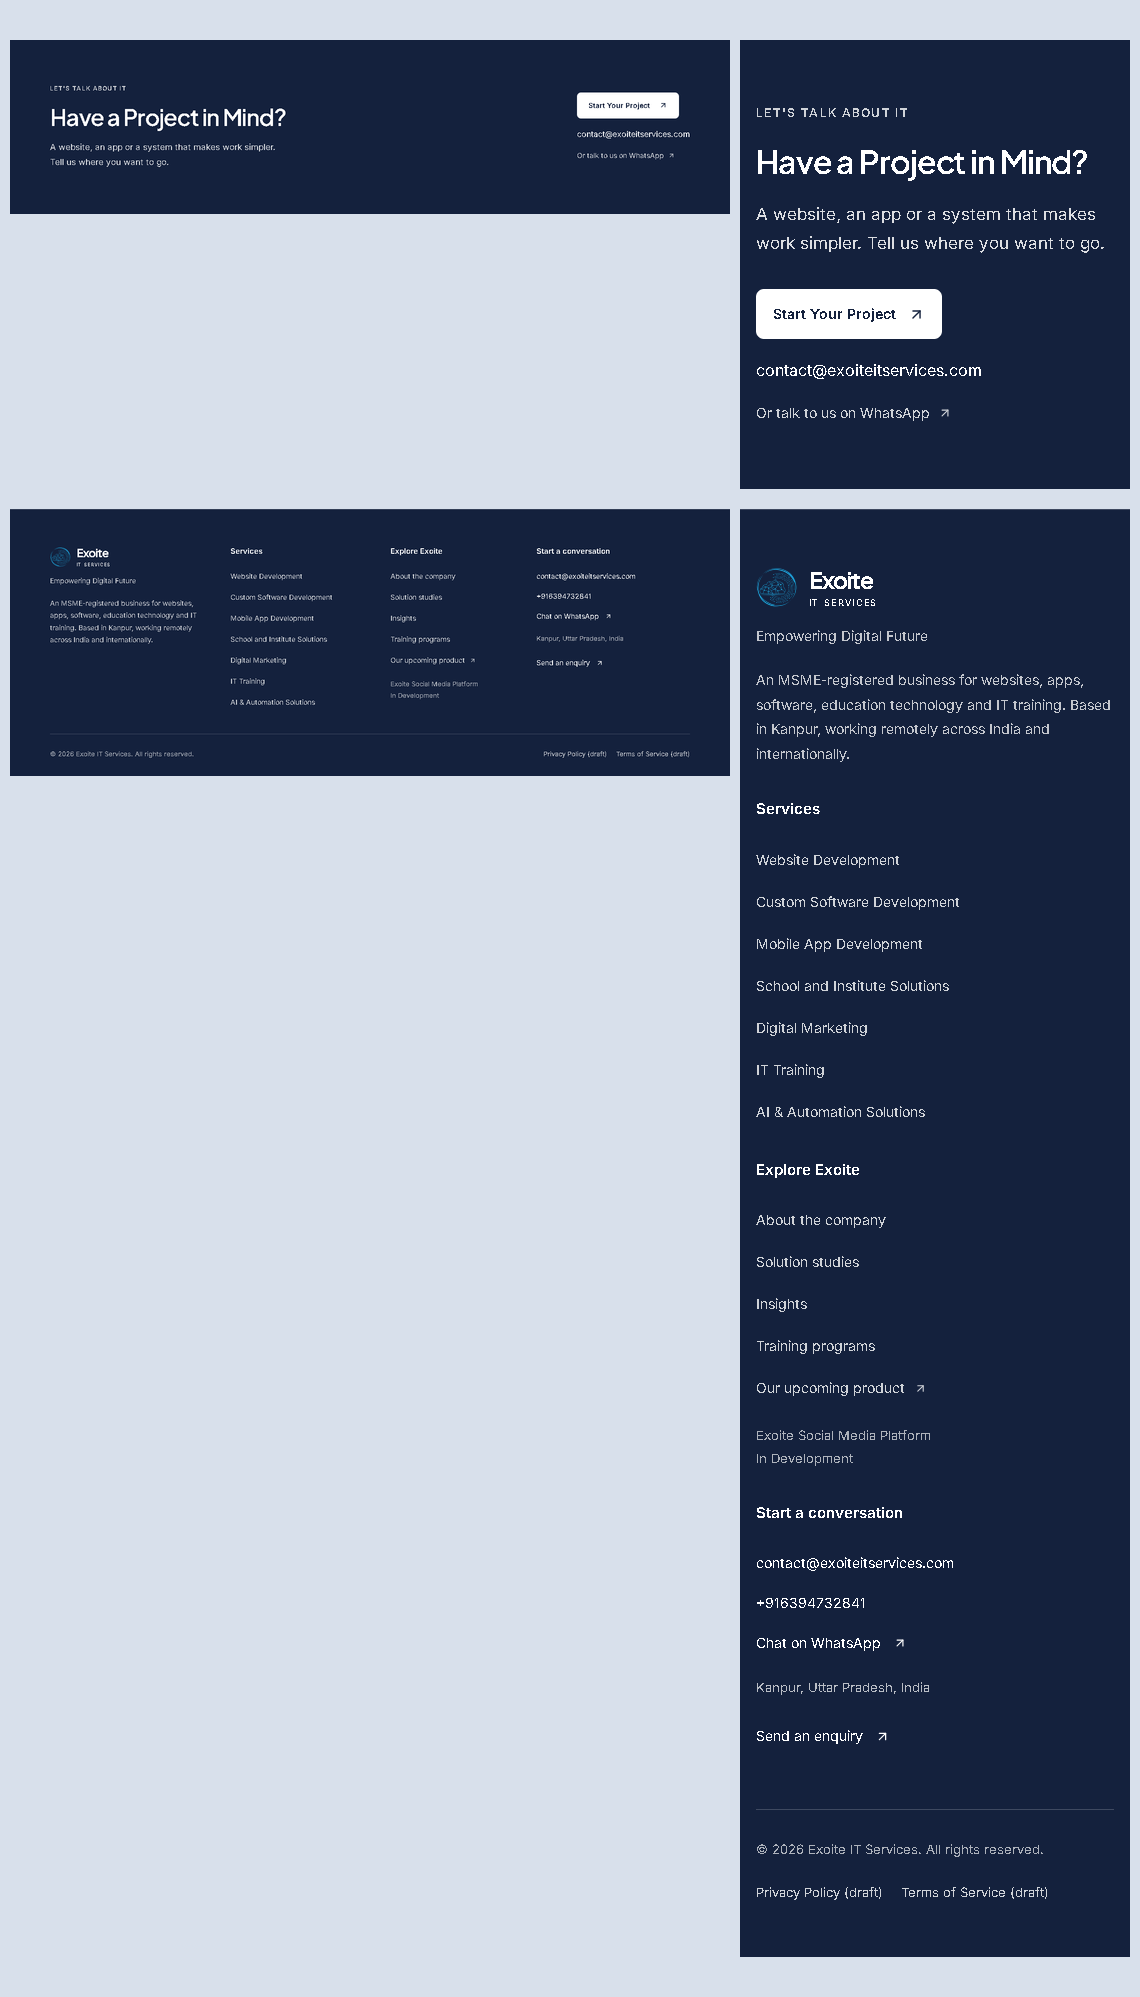 LET'S TALK ABOUT IT
Have a Project in Mind?
A website, an app or a system that makes work simpler.
Tell us where you want to go.
Start Your Project
contact@exoiteitservices.com
Or talk to us on WhatsApp
LET'S TALK ABOUT IT
Have a Project in Mind?
A website, an app or a system that makes
work simpler. Tell us where you want to go.
Start Your Project
contact@exoiteitservices.com
Or talk to us on WhatsApp
Exoite
IT SERVICES
Empowering Digital Future
An MSME-registered business for websites,
apps, software, education technology and IT
training. Based in Kanpur, working remotely
across India and internationally.
Services
Website Development
Custom Software Development
Mobile App Development
School and Institute Solutions
Digital Marketing
IT Training
AI & Automation Solutions
Explore Exoite
About the company
Solution studies
Insights
Training programs
Our upcoming product
Exoite Social Media Platform
In Development
Start a conversation
contact@exoiteitservices.com
+916394732841
Chat on WhatsApp
Kanpur, Uttar Pradesh, India
Send an enquiry
© 2026 Exoite IT Services. All rights reserved.
Privacy Policy (draft) Terms of Service (draft)
Exoite
IT SERVICES
Empowering Digital Future
An MSME-registered business for websites, apps,
software, education technology and IT training. Based
in Kanpur, working remotely across India and
internationally.
Services
Website Development
Custom Software Development
Mobile App Development
School and Institute Solutions
Digital Marketing
IT Training
AI & Automation Solutions
Explore Exoite
About the company
Solution studies
Insights
Training programs
Our upcoming product
Exoite Social Media Platform
In Development
Start a conversation
contact@exoiteitservices.com
+916394732841
Chat on WhatsApp
Kanpur, Uttar Pradesh, India
Send an enquiry
© 2026 Exoite IT Services. All rights reserved.
Privacy Policy (draft) Terms of Service (draft)